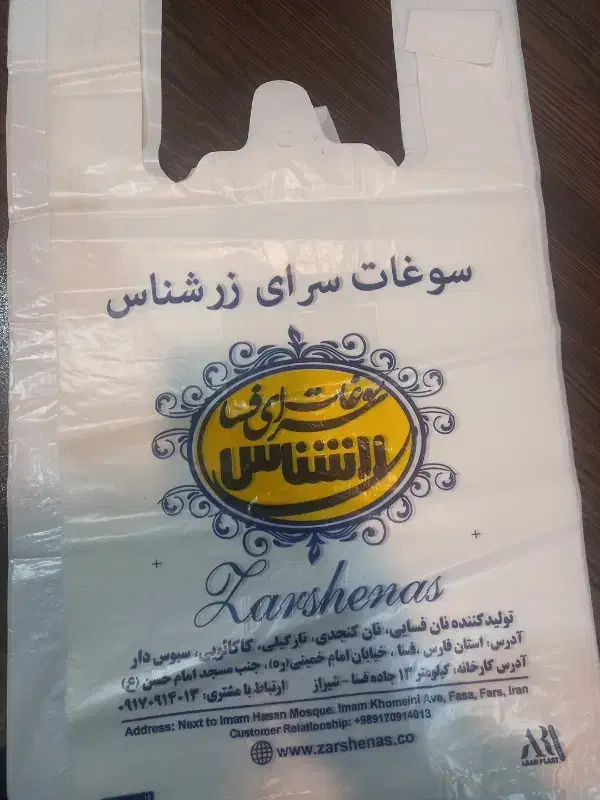 سوغات سرای زرشناس
سوغات
سرای فسا
زرشناس
Zarshenas
تولیدکننده نان فسایی، نان کنجدی، نارگیلی، کاکائویی، سبوس دار
آدرس: استان فارس ،فسا ، خیابان امام خمینی(ره)، جنب مسجد امام حسن (ع)
آدرس کارخانه: کیلومتر ۱۳ جاده فسا - شیراز ارتباط با مشتری: ۰۹۱۷۰۹۱۴۰۱۳
Address: Next to Imam Hasan Mosque, Imam Khomeini Ave, Fasa, Fars, Iran
Customer Relationship: +989170914013
www.zarshenas.co
ARAD PLAST